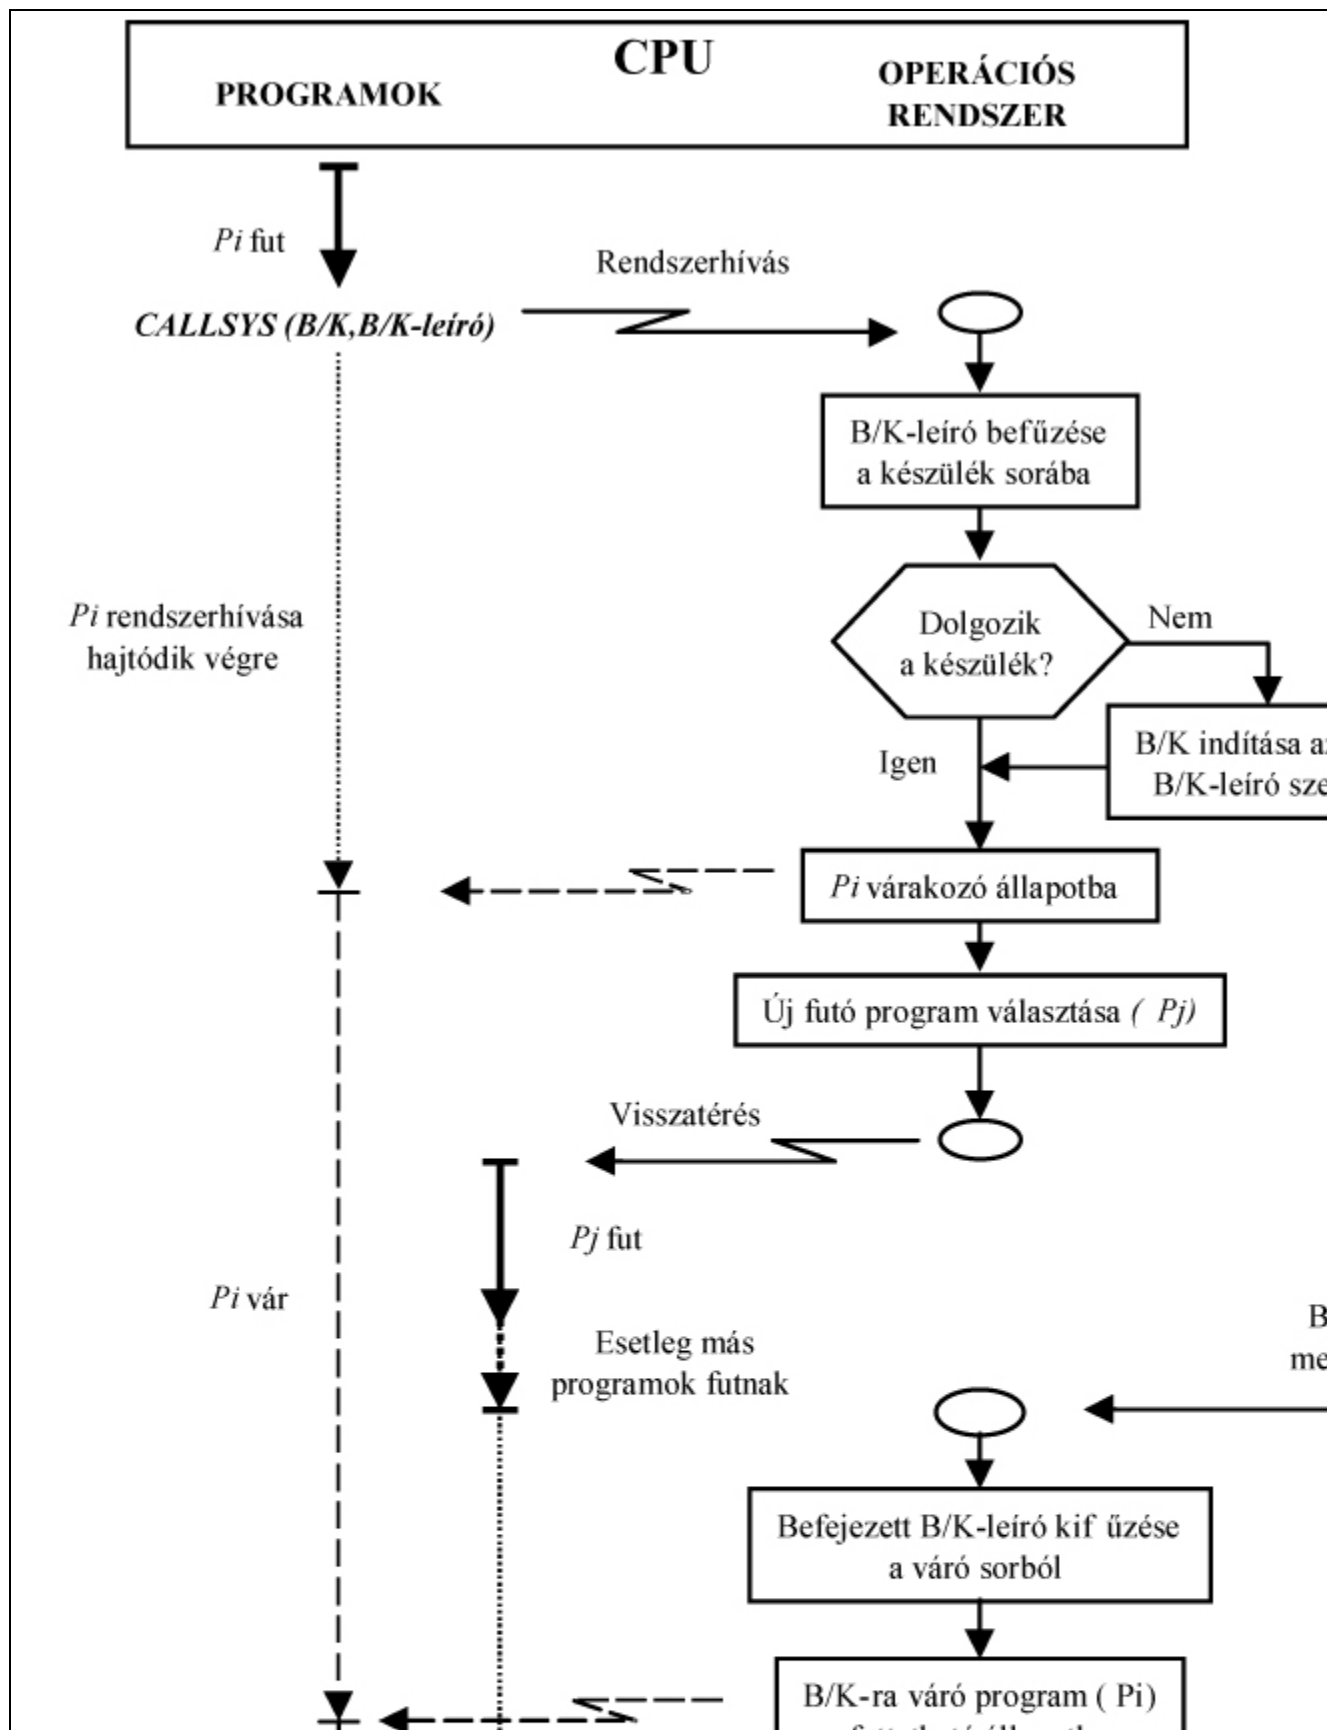 CPU
PROGRAMOK
OPERÁCIÓS
RENDSZER
Pi fut
Rendszerhívás
CALLSYS (B/K,B/K-leíró)
B/K-leíró befűzése
a készülék sorába
Pi rendszerhívása
hajtódik végre
Dolgozik
a készülék?
Nem
Igen
B/K indítása
B/K-leíró
Pi várakozó állapotba
Új futó program választása ( Pj)
Visszatérés
Pj fut
Pi vár
Esetleg más
programok futnak
Befejezett B/K-leíró kif űzése
a váró sorból
B/K-ra váró program ( Pi)